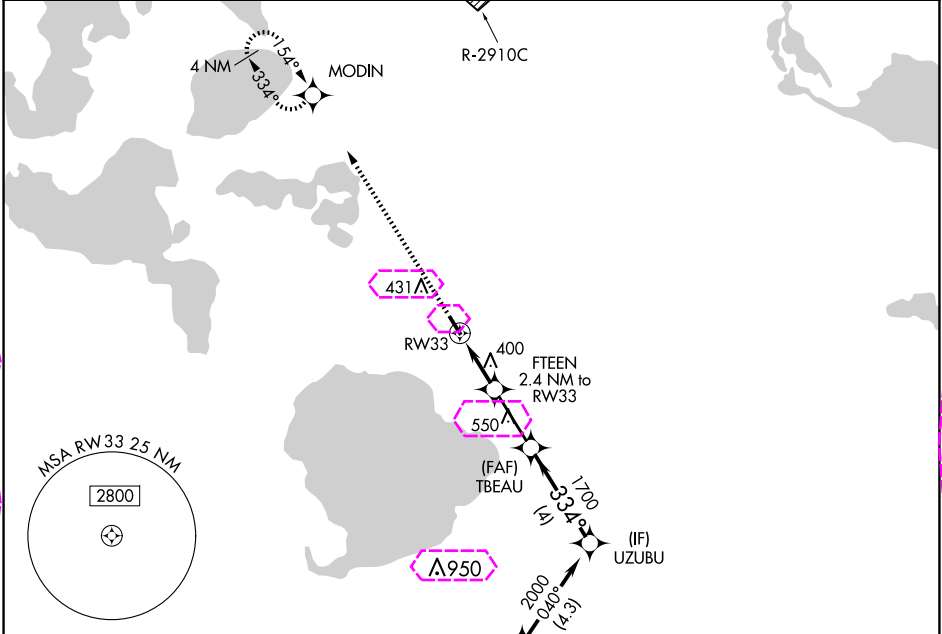 R-2910C
154°
4 NM
334°
MODIN
431
RW33
400
FTEEN
2.4 NM to
RW33
550
(FAF)
TBEAU
1700
334°
(4)
(IF)
UZUBU
MSA RW33 25 NM
2800
950
2000
040°
(4.3)